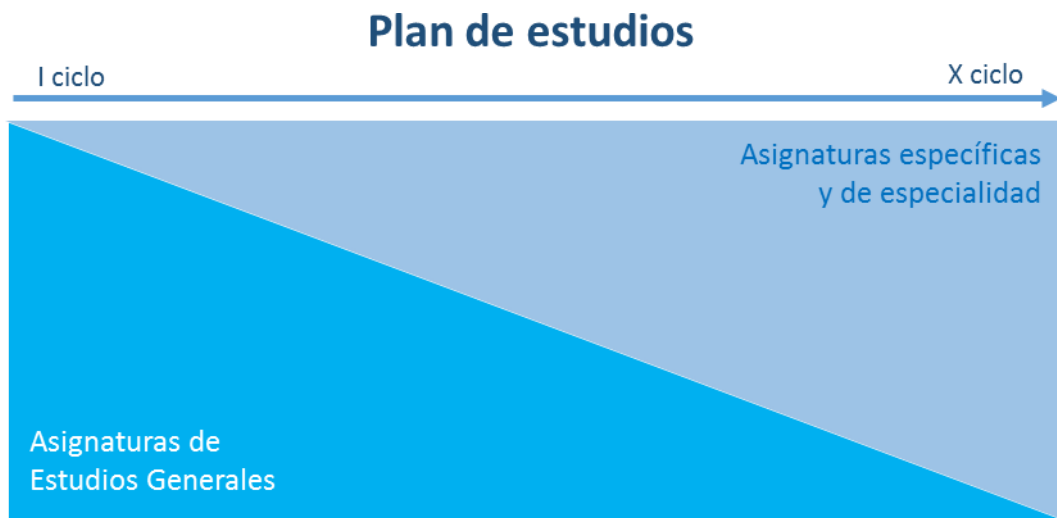 Plan de estudios
I ciclo
X ciclo
Asignaturas específicas
y de especialidad
Asignaturas de
Estudios Generales